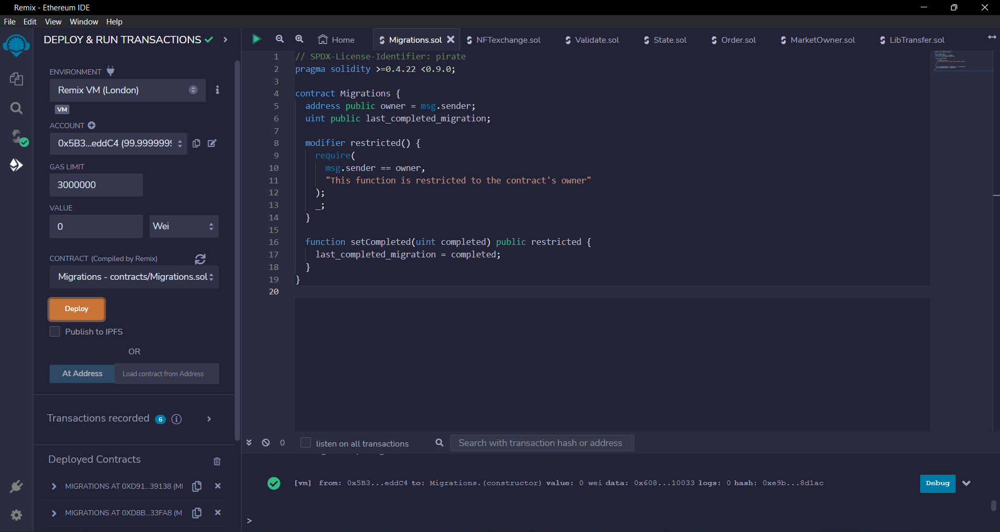 Remix - Ethereum IDE
File Edit View Window Help
DEPLOY & RUN TRANSACTIONS
ENVIRONMENT
Remix VM (London)
VM
ACCOUNT
0x5B3...eddC4 (99.9999999
GAS LIMIT
3000000
VALUE
0 Wei
CONTRACT (Compiled by Remix)
Migrations - contracts/Migrations.sol
Deploy
Publish to IPFS
OR
At Address Load contract from Address
Transactions recorded 6
Deployed Contracts
MIGRATIONS AT 0XD91...39138 (MI
MIGRATIONS AT 0XD8B...33FA8 (M
Home Migrations.sol NFTexchange.sol Validate.sol State.sol Order.sol MarketOwner.sol LibTransfer.sol
1 // SPDX-License-Identifier: pirate
2 pragma solidity >=0.4.22 <0.9.0;
3
4 contract Migrations {
5 address public owner = msg.sender;
6 uint public last_completed_migration;
7
8 modifier restricted() {
9 require(
10 msg.sender == owner,
11 "This function is restricted to the contract's owner"
12 );
13 _;
14 }
15
16 function setCompleted(uint completed) public restricted {
17 last_completed_migration = completed;
18 }
19 }
20
0 listen on all transactions Search with transaction hash or address
[vm] from: 0x5B3...eddC4 to: Migrations.(constructor) value: 0 wei data: 0x608...10033 logs: 0 hash: 0xe9b...8d1ac Debug
>